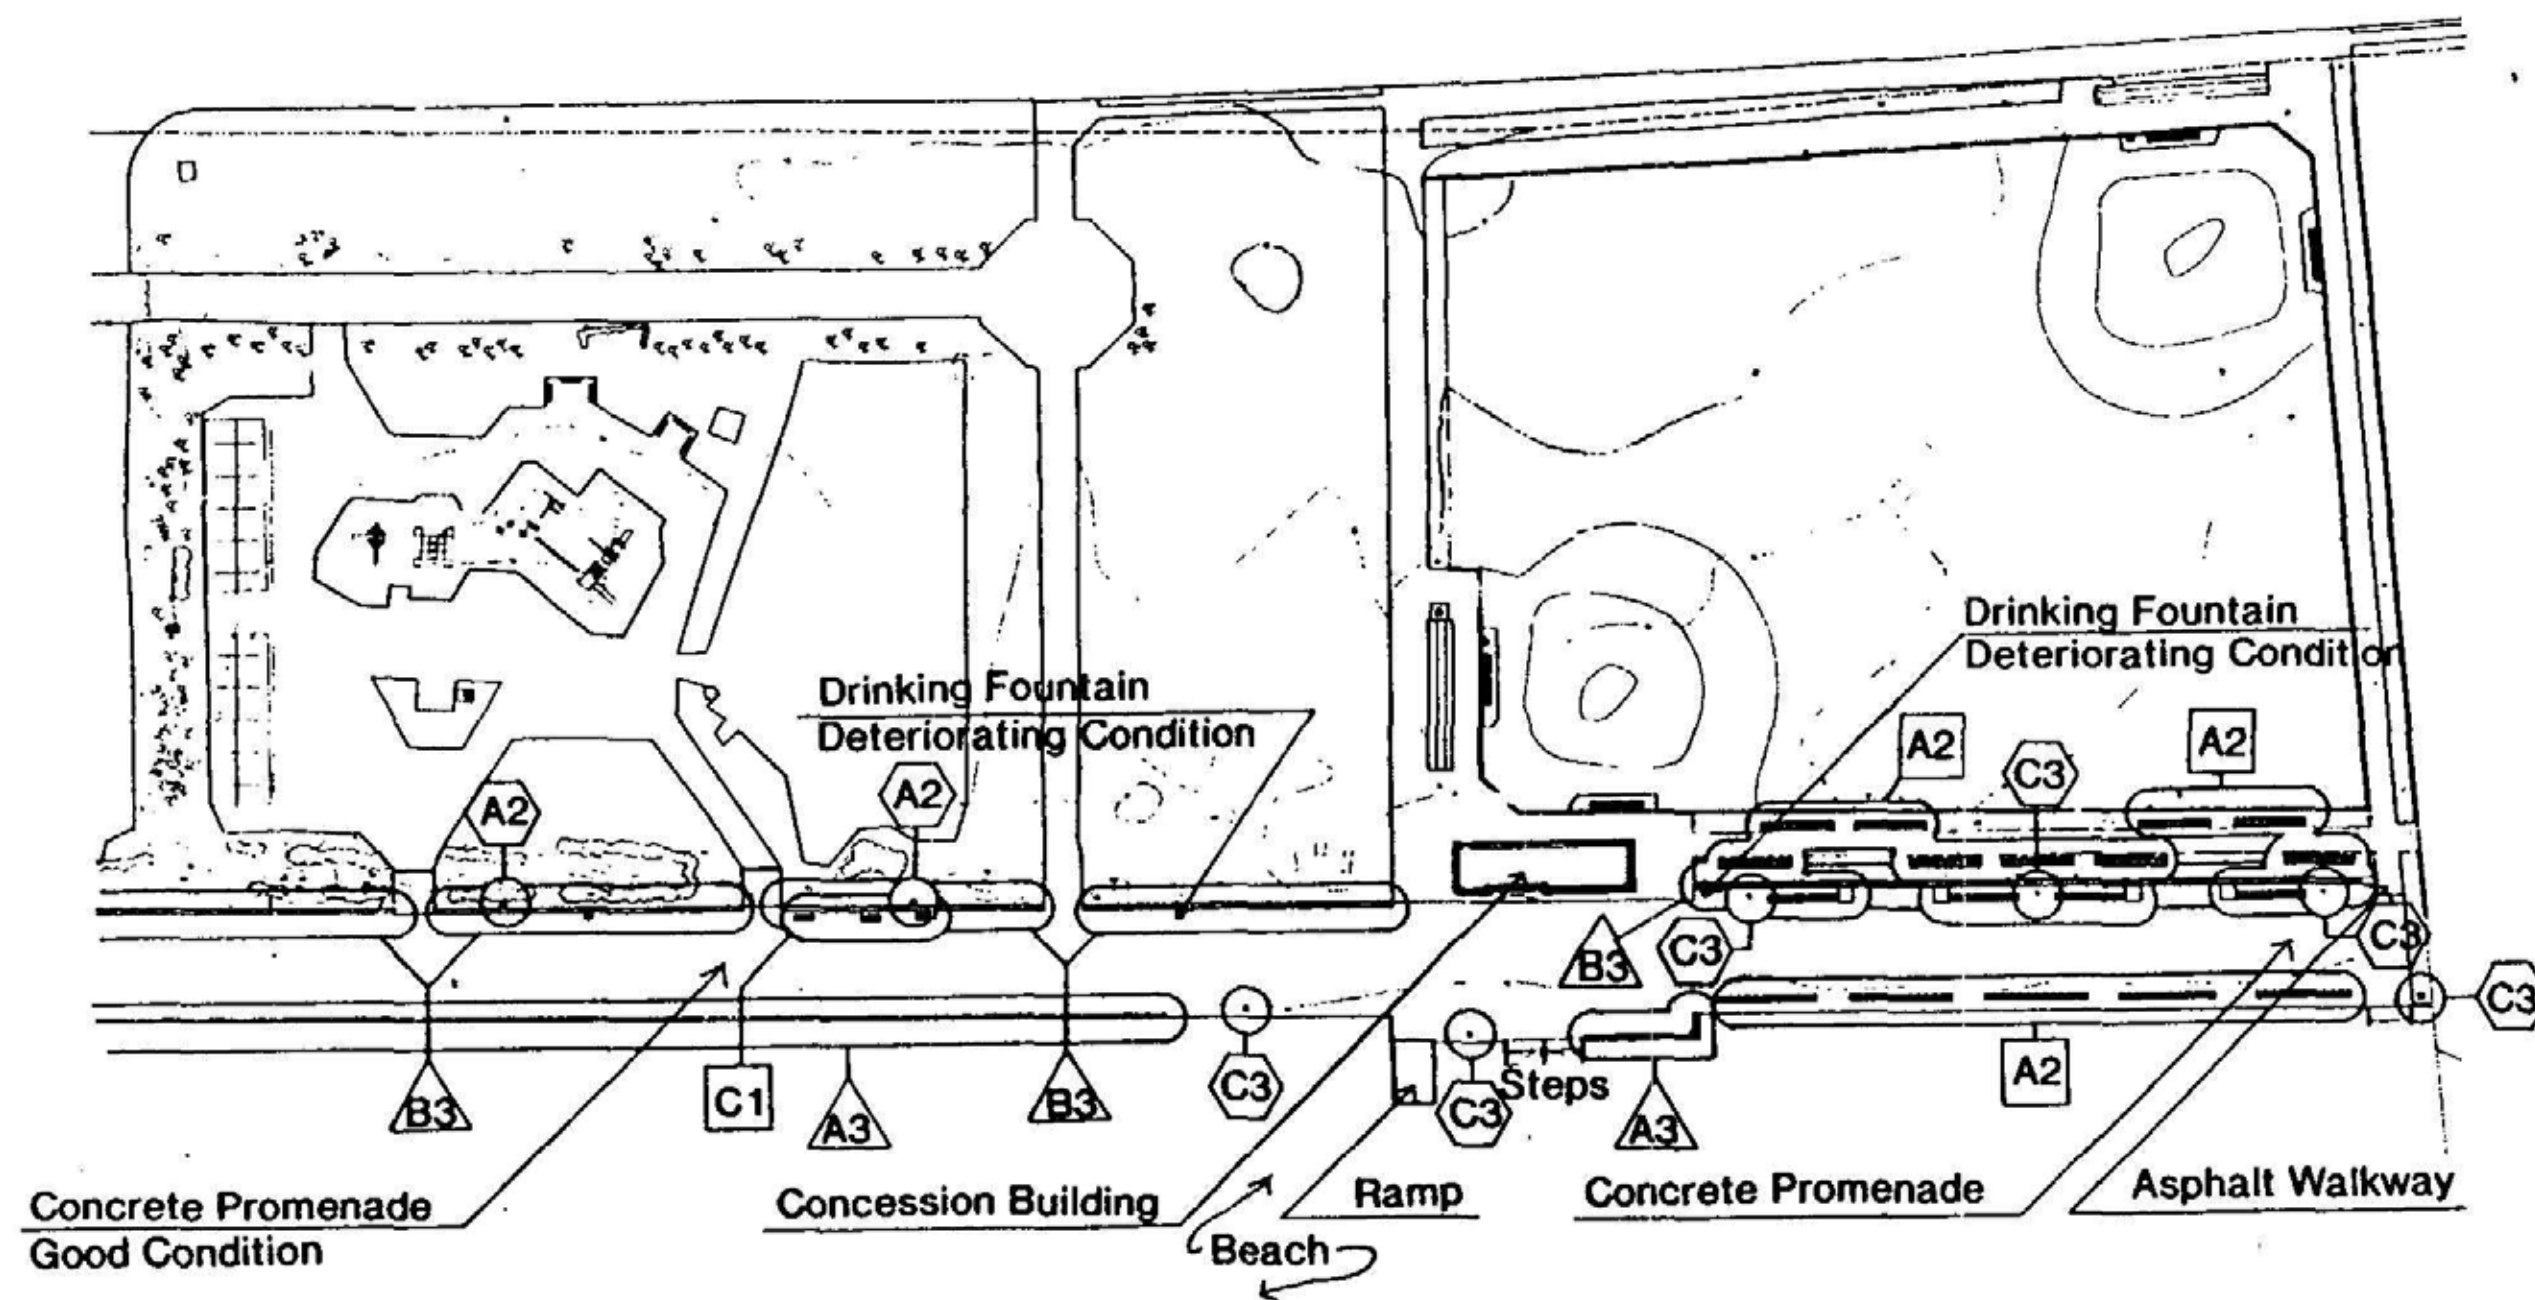 Drinking Fountain
Deteriorating Condition
Drinking Fountain
Deteriorating Condition
A2
A2
C3
A2
A2
B3
C3
C3
C3
B3
C1
A3
B3
C3
C3
Steps
A3
A2
Concrete Promenade
Good Condition
Concession Building
Ramp
Concrete Promenade
Asphalt Walkway
Beach